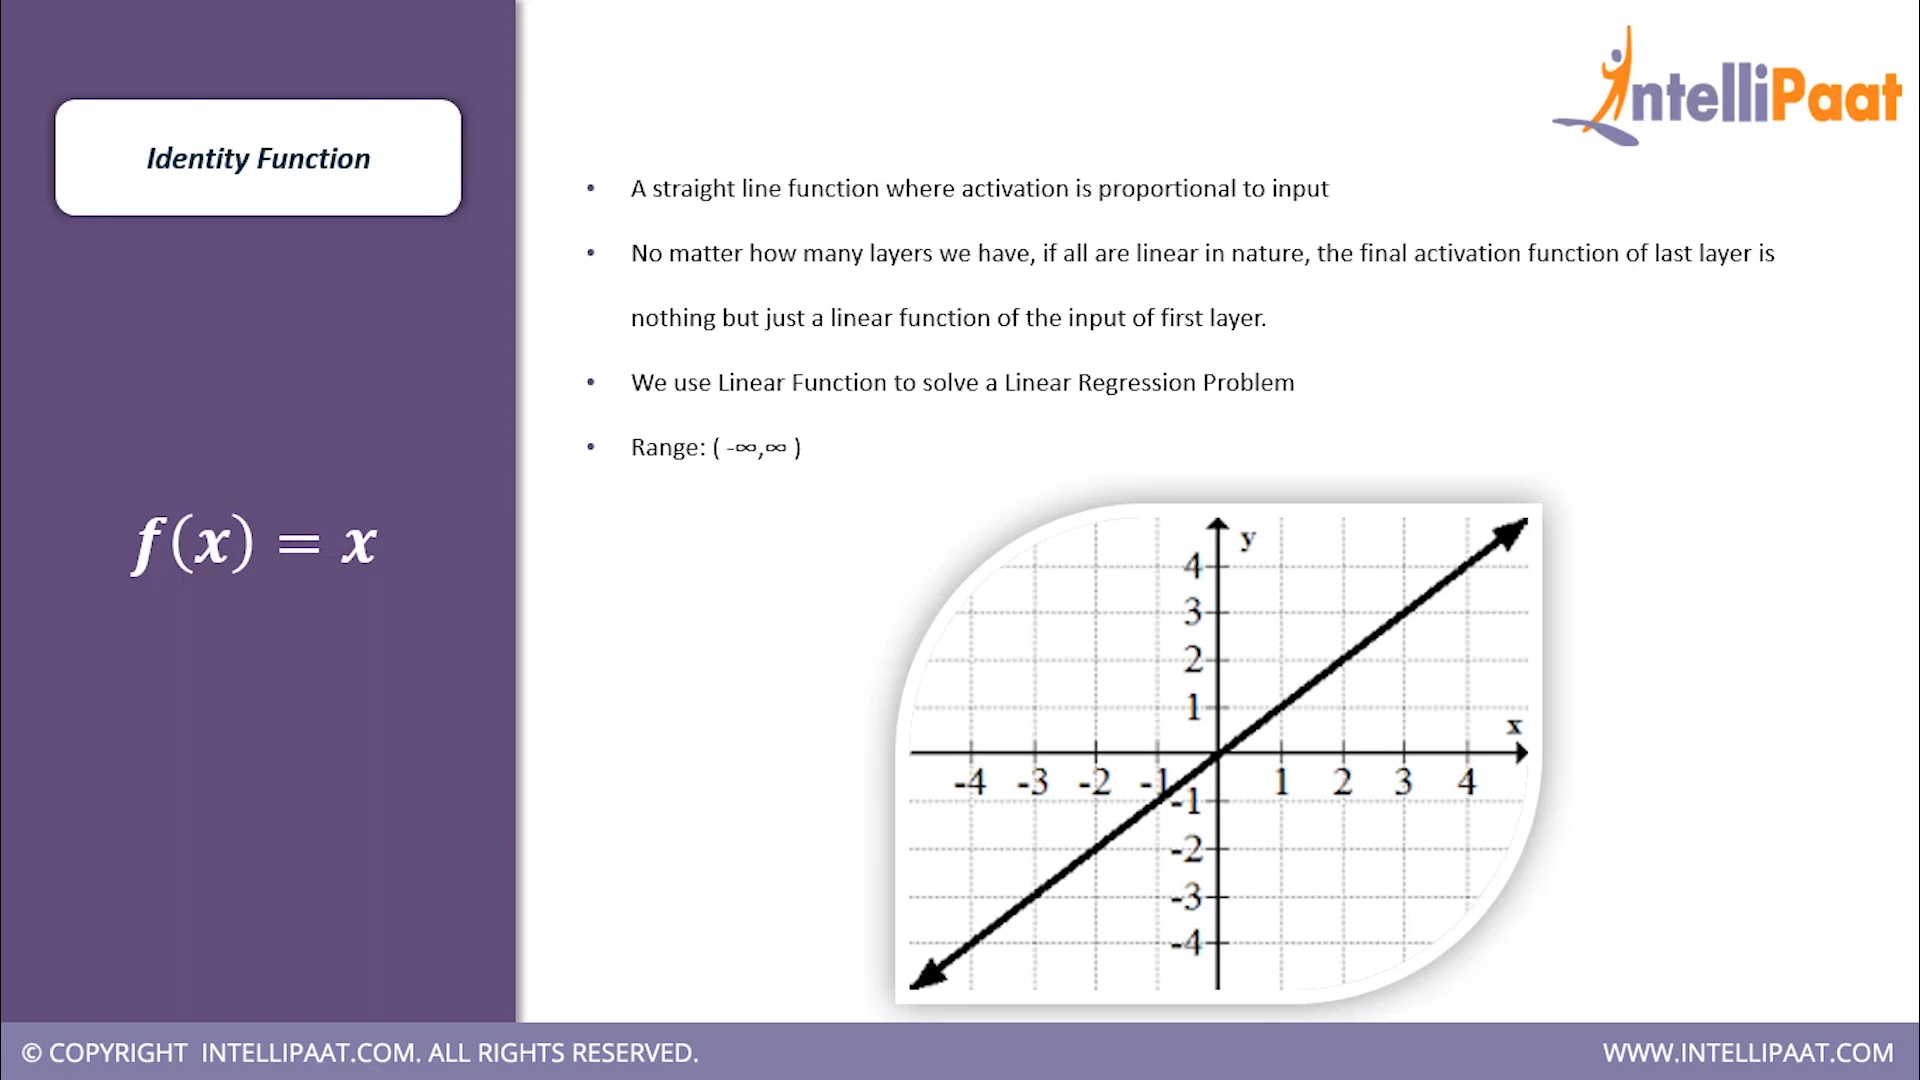 IntelliPaat
Identity Function
f(x) = x
• A straight line function where activation is proportional to input
• No matter how many layers we have, if all are linear in nature, the final activation function of last layer is
nothing but just a linear function of the input of first layer.
• We use Linear Function to solve a Linear Regression Problem
• Range: ( -∞,∞ )
y
4
3
2
1
x
-4 -3 -2 -1 1 2 3 4
-1
-2
-3
-4
© COPYRIGHT INTELLIPAAT.COM. ALL RIGHTS RESERVED.
WWW.INTELLIPAAT.COM